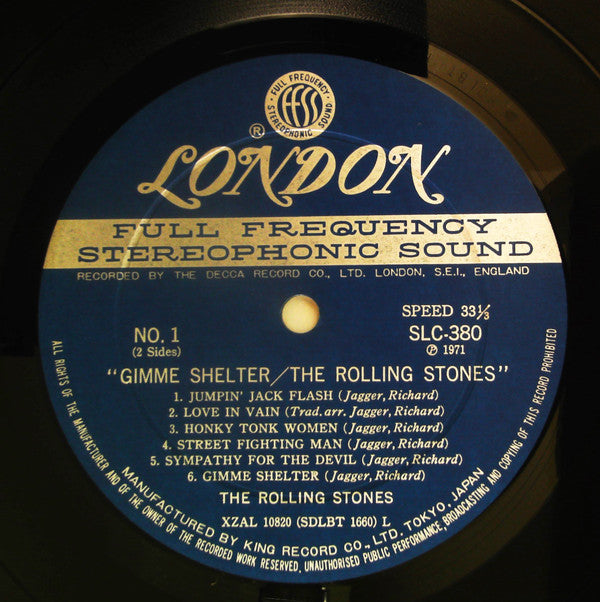 FULL FREQUENCY
ffss
STEREOPHONIC SOUND
®
LONDON
FULL FREQUENCY
STEREOPHONIC SOUND
RECORDED BY THE DECCA RECORD CO., LTD. LONDON, S.E.I., ENGLAND
SPEED 33⅓
NO. 1
SLC-380
(2 Sides)
℗ 1971
"GIMME SHELTER/THE ROLLING STONES"
1. JUMPIN' JACK FLASH (Jagger, Richard)
2. LOVE IN VAIN (Trad. arr. Jagger, Richard)
3. HONKY TONK WOMEN (Jagger, Richard)
4. STREET FIGHTING MAN (Jagger, Richard)
5. SYMPATHY FOR THE DEVIL (Jagger, Richard)
6. GIMME SHELTER (Jagger, Richard)
THE ROLLING STONES
XZAL 10820 (SDLBT 1660) L
MANUFACTURED BY KING RECORD CO., LTD. TOKYO, JAPAN
ALL RIGHTS OF THE MANUFACTURER AND OF THE OWNER OF THE RECORDED WORK RESERVED, UNAUTHORISED PUBLIC PERFORMANCE, BROADCASTING AND COPYING OF THIS RECORD PROHIBITED